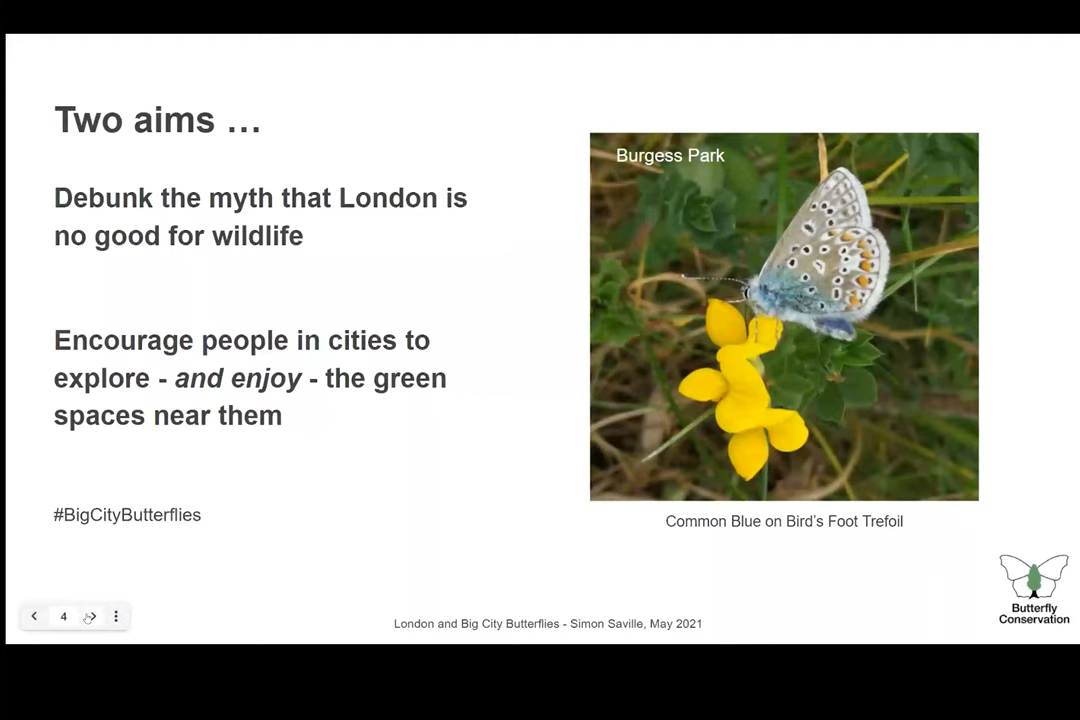 Two aims …
Debunk the myth that London is
no good for wildlife
Encourage people in cities to
explore - and enjoy - the green
spaces near them
#BigCityButterflies
Burgess Park
Common Blue on Bird’s Foot Trefoil
Butterfly
Conservation
4
London and Big City Butterflies - Simon Saville, May 2021